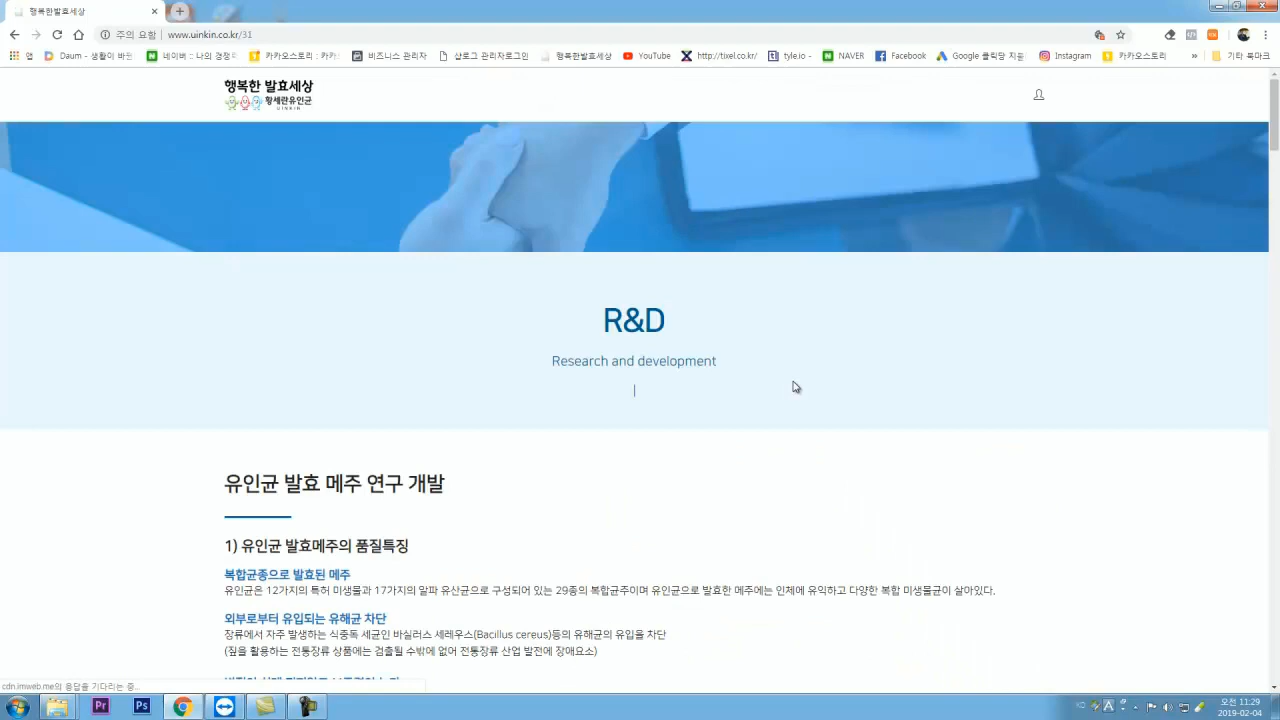 행복한발효세상
주의 요함 | www.uinkin.co.kr/31
앱 Daum - 생활이 바뀐 네이버 :: 나의 경쟁 카카오스토리 : 카카 비즈니스 관리자 샵로그 관리자로그인 행복한발효세상 YouTube http://tixel.co.kr/ tyle.io - NAVER Facebook Google 클릭당 지불 Instagram 카카오스토리 » 기타 북마크
행복한 발효세상
황세란유인균
UINKIN
R&D
Research and development
유인균 발효 메주 연구 개발
1) 유인균 발효메주의 품질특징
복합균종으로 발효된 메주
유인균은 12가지의 특허 미생물과 17가지의 알파 유산균으로 구성되어 있는 29종의 복합균주이며 유인균으로 발효한 메주에는 인체에 유익하고 다양한 복합 미생물균이 살아있다.
외부로부터 유입되는 유해균 차단
장류에서 자주 발생하는 식중독 세균인 바실러스 세레우스(Bacillus cereus)등의 유해균의 유입을 차단
(짚을 활용하는 전통장류 상품에는 검출될 수밖에 없어 전통장류 산업 발전에 장애요소)
cdn.imweb.me의 응답을 기다리는 중...
Pr Ps
오전 11:29
2019-02-04